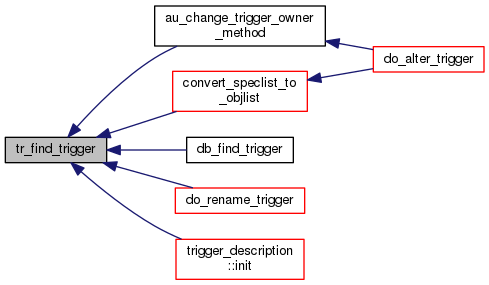 au_change_trigger_owner
_method
do_alter_trigger
convert_speclist_to
_objlist
tr_find_trigger
db_find_trigger
do_rename_trigger
trigger_description
::init